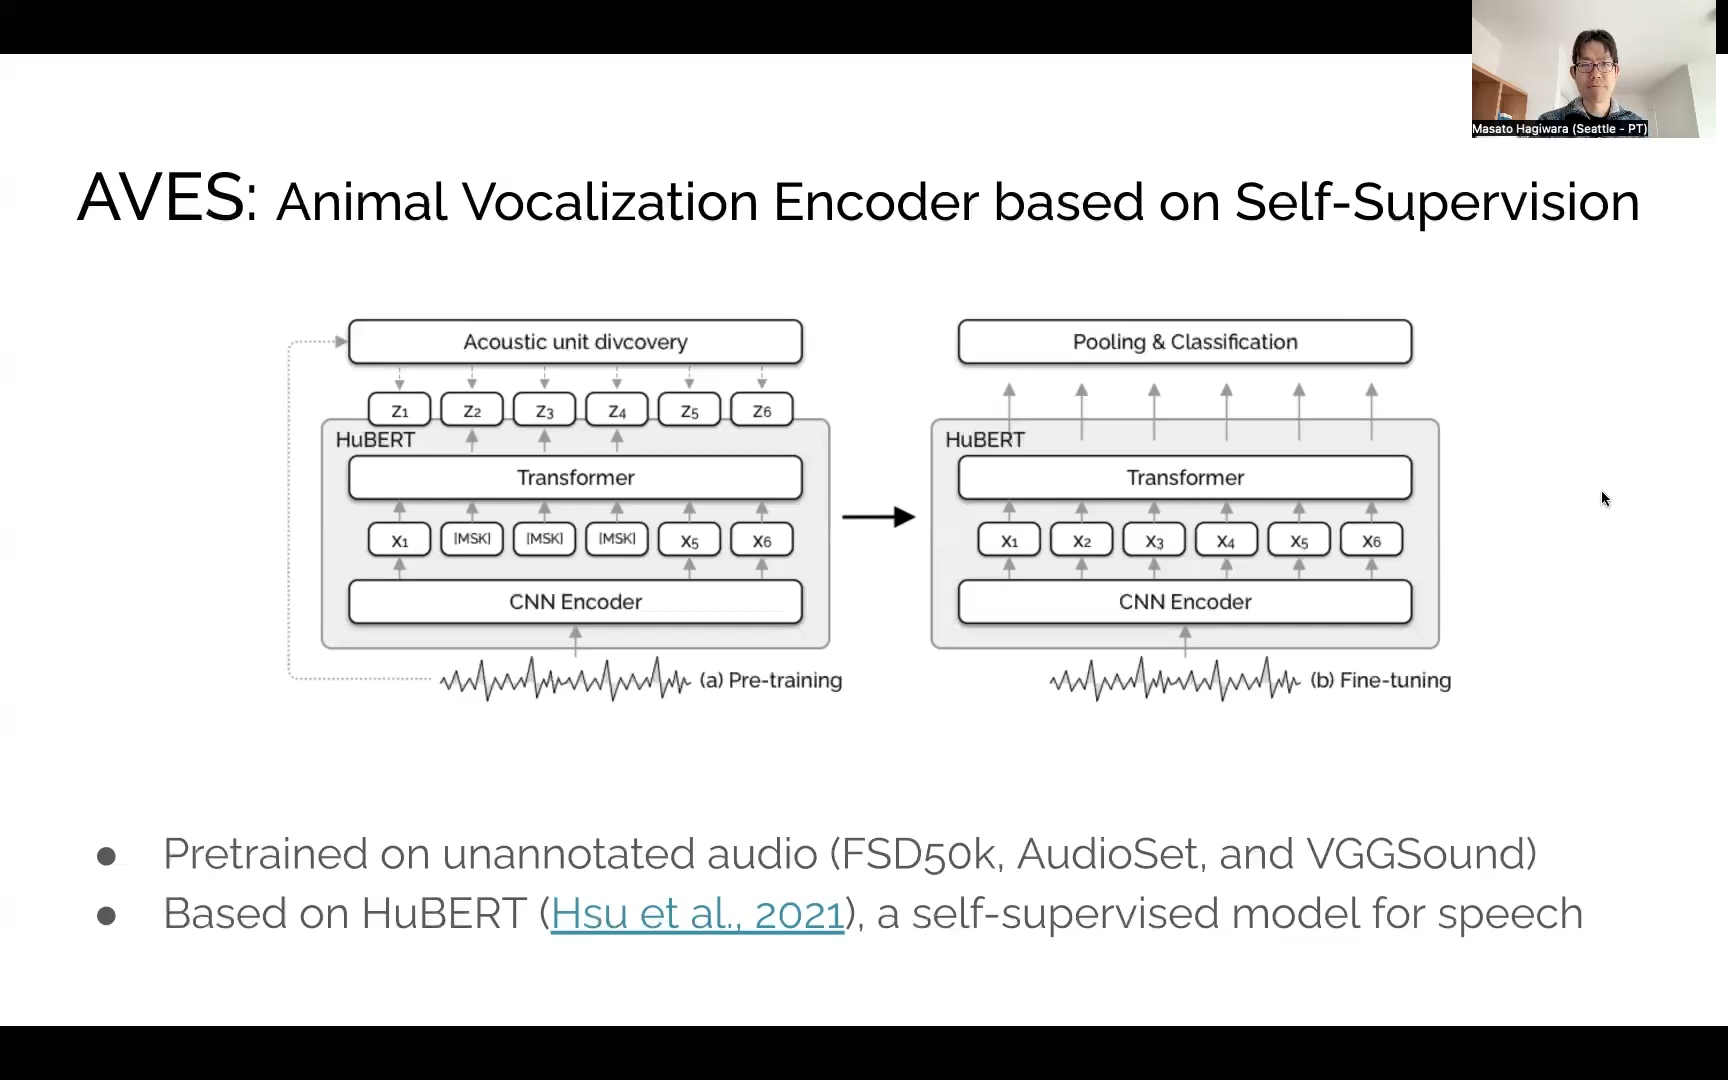 Masato Hagiwara (Seattle - PT)
AVES: Animal Vocalization Encoder based on Self-Supervision
Acoustic unit divcovery
z1 z2 z3 z4 z5 z6
HuBERT
Transformer
x1 [MSK] [MSK] [MSK] x5 x6
CNN Encoder
(a) Pre-training
Pooling & Classification
HuBERT
Transformer
x1 x2 x3 x4 x5 x6
CNN Encoder
(b) Fine-tuning
● Pretrained on unannotated audio (FSD50k, AudioSet, and VGGSound)
● Based on HuBERT (Hsu et al., 2021), a self-supervised model for speech